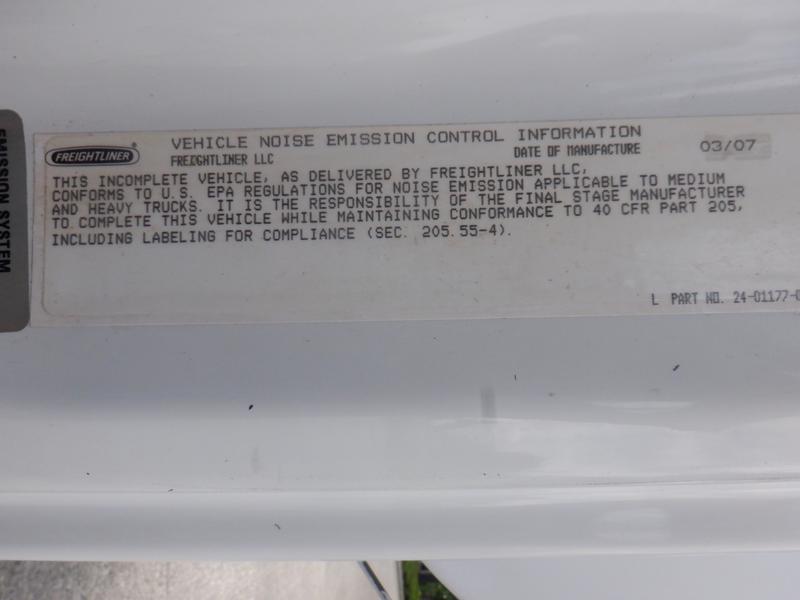 EMISSION SYSTEM
FREIGHTLINER
VEHICLE NOISE EMISSION CONTROL INFORMATION
FREIGHTLINER LLC DATE OF MANUFACTURE 03/07
THIS INCOMPLETE VEHICLE, AS DELIVERED BY FREIGHTLINER LLC,
CONFORMS TO U.S. EPA REGULATIONS FOR NOISE EMISSION APPLICABLE TO MEDIUM
AND HEAVY TRUCKS. IT IS THE RESPONSIBILITY OF THE FINAL STAGE MANUFACTURER
TO COMPLETE THIS VEHICLE WHILE MAINTAINING CONFORMANCE TO 40 CFR PART 205,
INCLUDING LABELING FOR COMPLIANCE (SEC. 205.55-4).
L PART NO. 24-01177-0